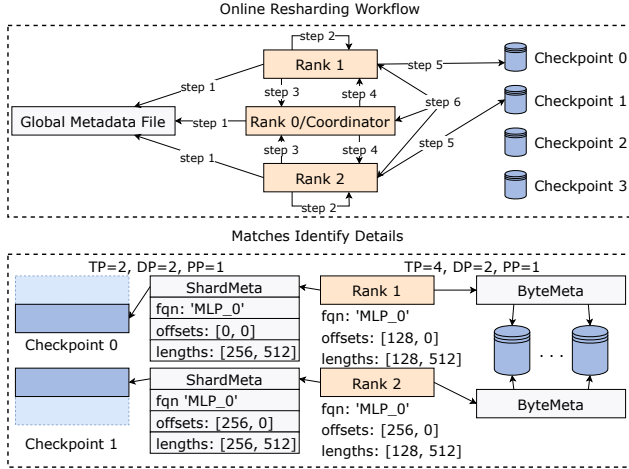 Online Resharding Workflow
step 2
Rank 1
step 5
Checkpoint 0
step 1
step 3
step 4
step 6
Checkpoint 1
Global Metadata File
step 1
Rank 0/Coordinator
step 3
step 4
step 5
Checkpoint 2
step 1
Rank 2
step 2
Checkpoint 3
Matches Identify Details
TP=2, DP=2, PP=1
TP=4, DP=2, PP=1
Checkpoint 0
ShardMeta
fqn: 'MLP_0'
offsets: [0, 0]
lengths: [256, 512]
Rank 1
fqn: 'MLP_0'
offsets: [128, 0]
lengths: [128, 512]
ByteMeta
. . .
Checkpoint 1
ShardMeta
fqn 'MLP_0'
offsets: [256, 0]
lengths: [256, 512]
Rank 2
fqn: 'MLP_0'
offsets: [256, 0]
lengths: [128, 512]
ByteMeta